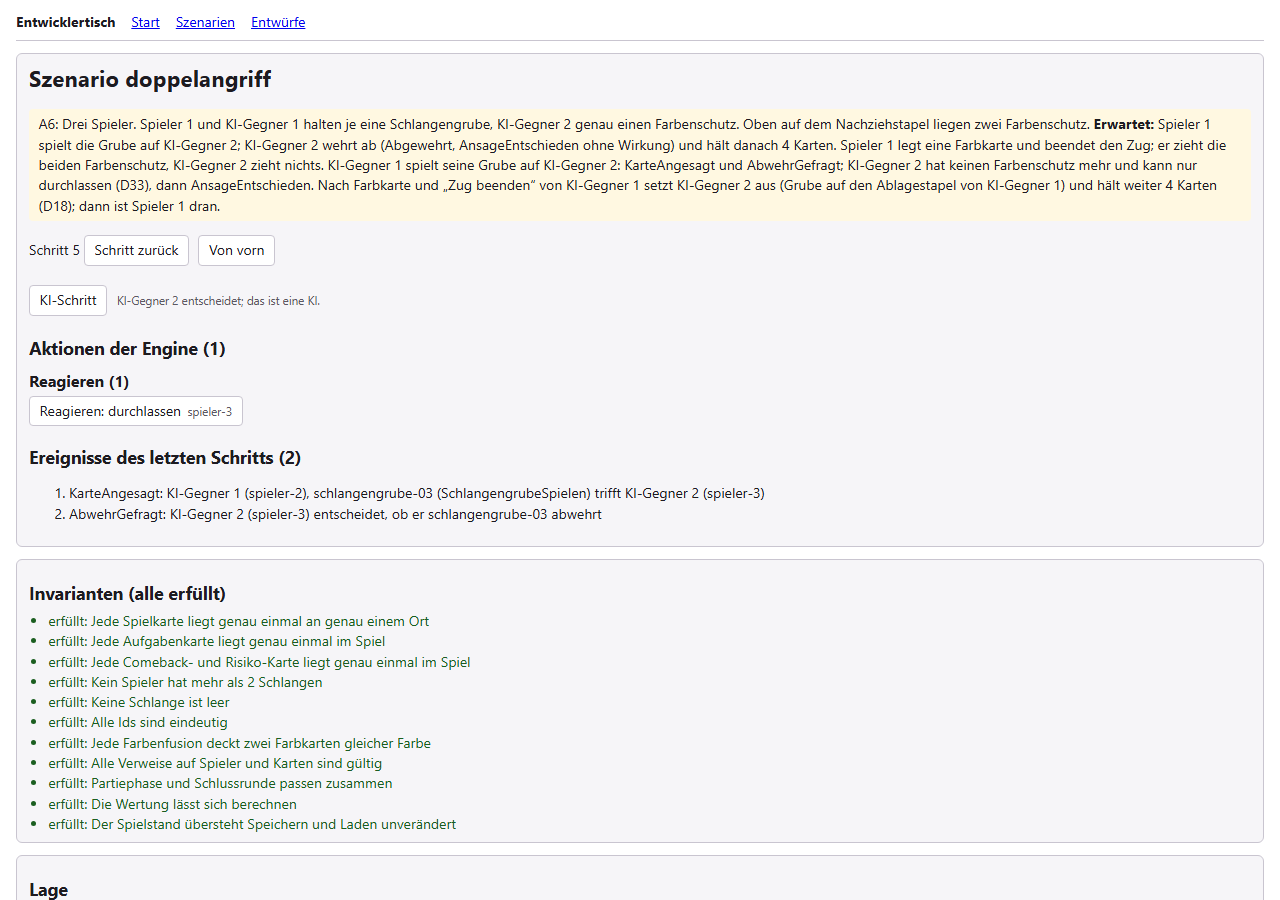 Entwicklertisch Start Szenarien Entwürfe
Szenario doppelangriff
A6: Drei Spieler. Spieler 1 und KI-Gegner 1 halten je eine Schlangengrube, KI-Gegner 2 genau einen Farbenschutz. Oben auf dem Nachziehstapel liegen zwei Farbenschutz. Erwartet: Spieler 1
spielt die Grube auf KI-Gegner 2; KI-Gegner 2 wehrt ab (Abgewehrt, AnsageEntschieden ohne Wirkung) und hält danach 4 Karten. Spieler 1 legt eine Farbkarte und beendet den Zug; er zieht die
beiden Farbenschutz, KI-Gegner 2 zieht nichts. KI-Gegner 1 spielt seine Grube auf KI-Gegner 2: KarteAngesagt und AbwehrGefragt; KI-Gegner 2 hat keinen Farbenschutz mehr und kann nur
durchlassen (D33), dann AnsageEntschieden. Nach Farbkarte und „Zug beenden“ von KI-Gegner 1 setzt KI-Gegner 2 aus (Grube auf den Ablagestapel von KI-Gegner 1) und hält weiter 4 Karten
(D18); dann ist Spieler 1 dran.
Schritt 5 Schritt zurück Von vorn
KI-Schritt KI-Gegner 2 entscheidet; das ist eine KI.
Aktionen der Engine (1)
Reagieren (1)
Reagieren: durchlassen spieler-3
Ereignisse des letzten Schritts (2)
1. KarteAngesagt: KI-Gegner 1 (spieler-2), schlangengrube-03 (SchlangengrubeSpielen) trifft KI-Gegner 2 (spieler-3)
2. AbwehrGefragt: KI-Gegner 2 (spieler-3) entscheidet, ob er schlangengrube-03 abwehrt
Invarianten (alle erfüllt)
• erfüllt: Jede Spielkarte liegt genau einmal an genau einem Ort
• erfüllt: Jede Aufgabenkarte liegt genau einmal im Spiel
• erfüllt: Jede Comeback- und Risiko-Karte liegt genau einmal im Spiel
• erfüllt: Kein Spieler hat mehr als 2 Schlangen
• erfüllt: Keine Schlange ist leer
• erfüllt: Alle Ids sind eindeutig
• erfüllt: Jede Farbenfusion deckt zwei Farbkarten gleicher Farbe
• erfüllt: Alle Verweise auf Spieler und Karten sind gültig
• erfüllt: Partiephase und Schlussrunde passen zusammen
• erfüllt: Die Wertung lässt sich berechnen
• erfüllt: Der Spielstand übersteht Speichern und Laden unverändert
Lage